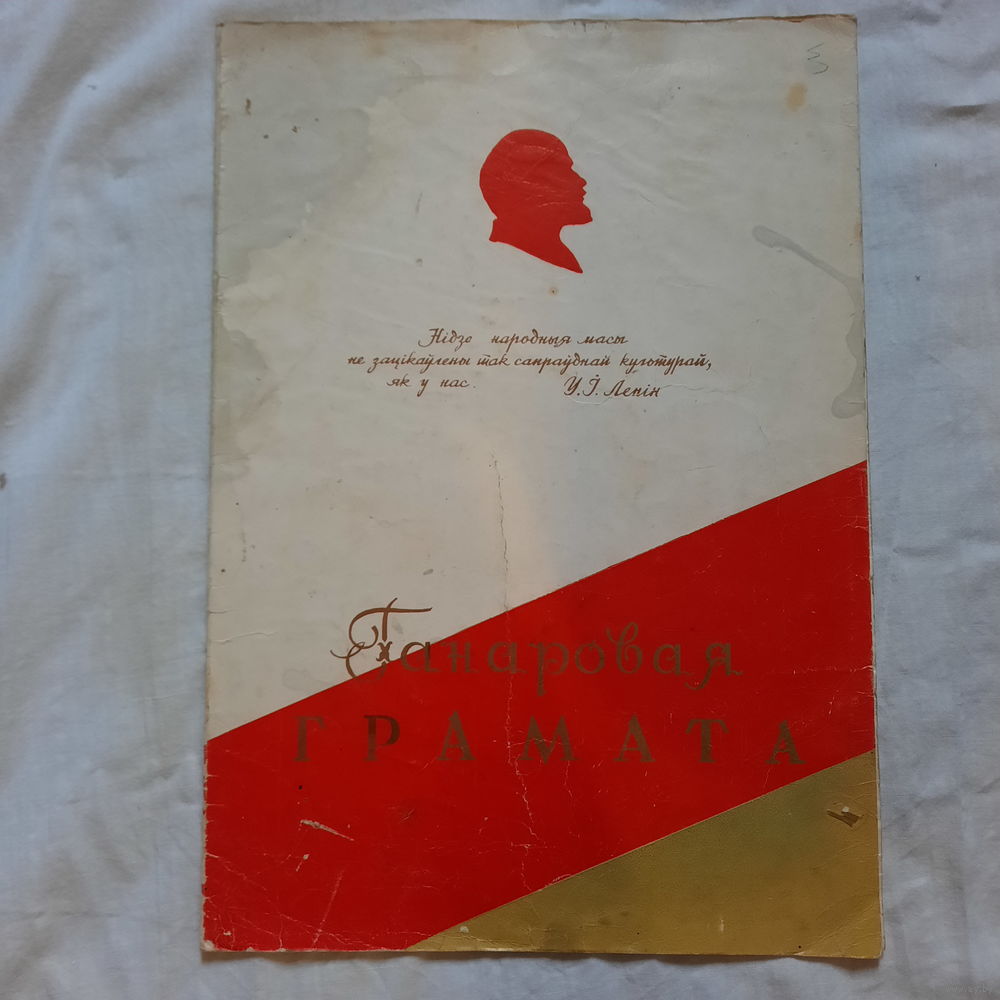 Нідзе народныя масы
не зацікаўлены так сапраўднай культурай,
як у нас. У.І. Ленін
Ганаровая
ГРАМАТА